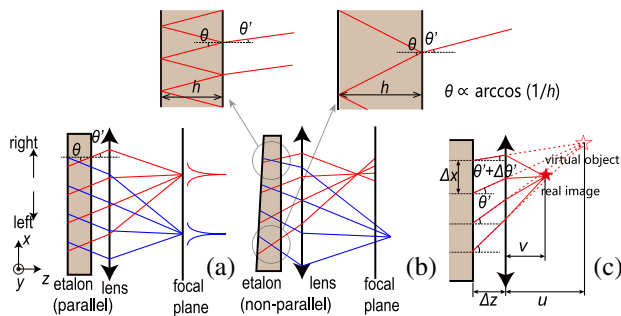 θ θ'
h
θ θ'
h
θ ∝ arccos (1/h)
right
left
x
y z
θ θ'
etalon
(parallel)
lens
focal
plane
(a)
etalon
(non-parallel)
lens
focal
plane
(b)
Δx
θ'+Δθ'
θ'
virtual object
real image
v
Δz u
(c)